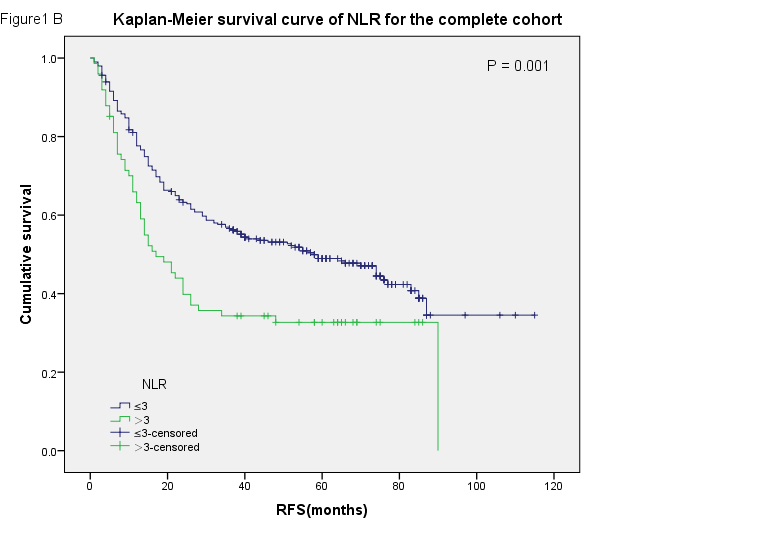 Figure1 B
Kaplan-Meier survival curve of NLR for the complete cohort
P = 0.001
1.0
0.8
0.6
0.4
0.2
0.0
Cumulative survival
NLR
≤3
>3
≤3-censored
>3-censored
0 20 40 60 80 100 120
RFS(months)